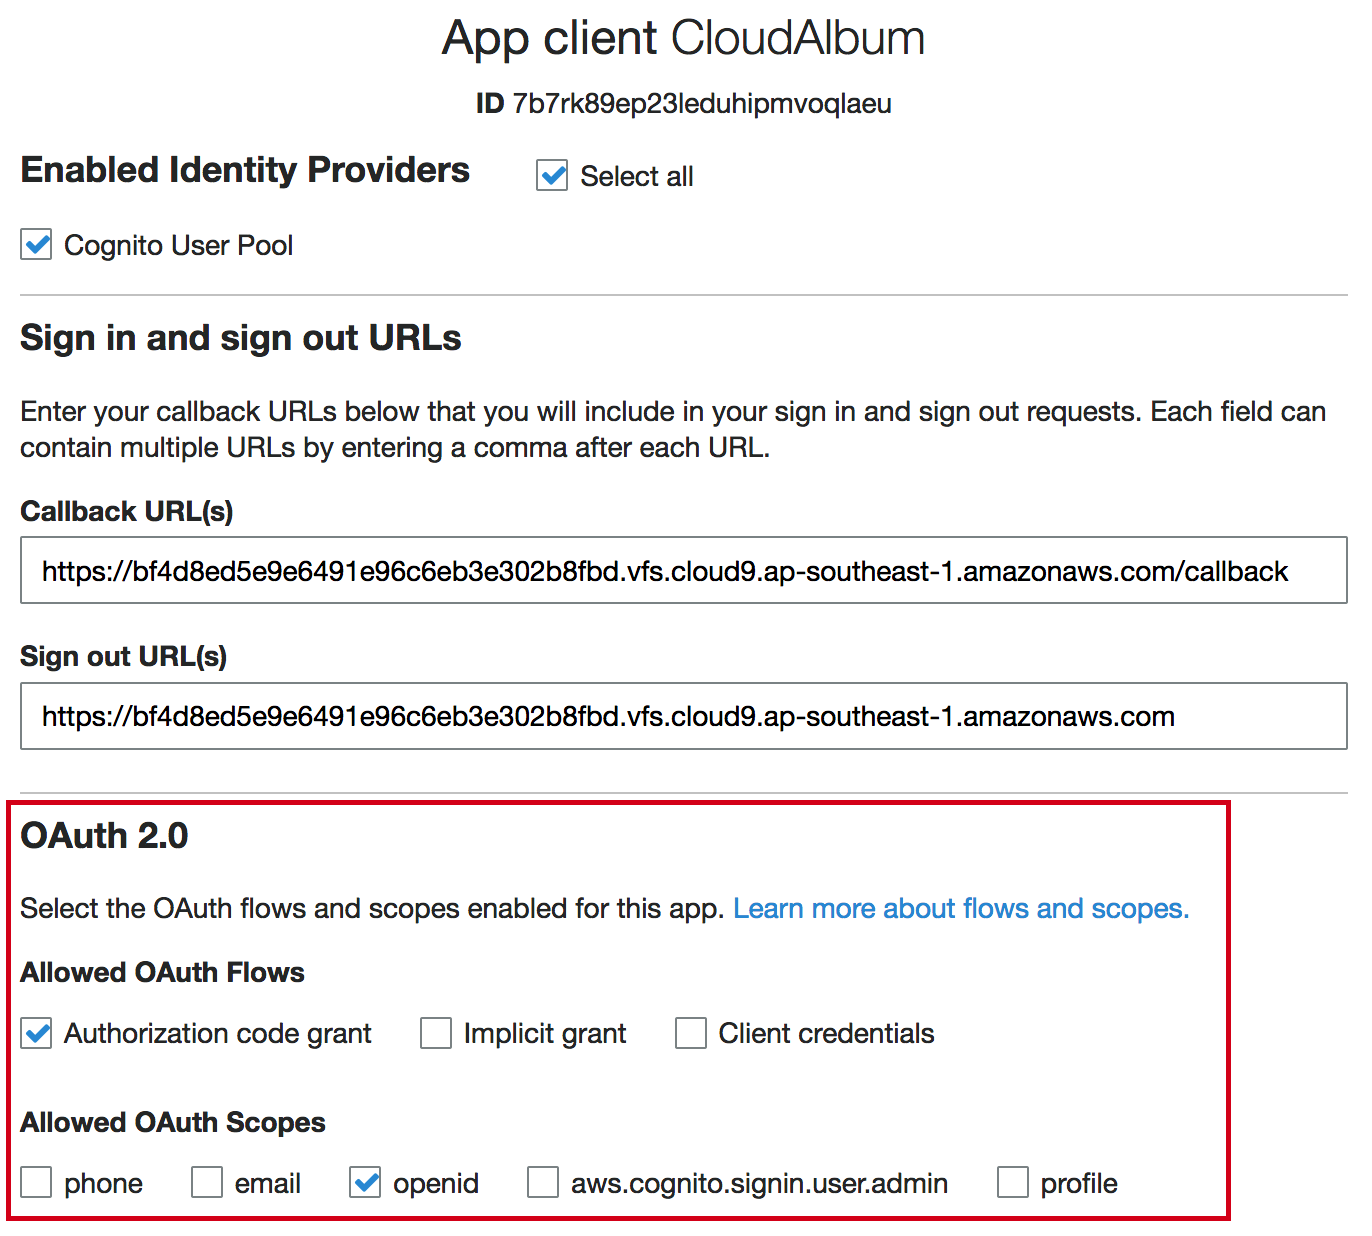 App client CloudAlbum
ID 7b7rk89ep23leduhipmvoqlaeu
Enabled Identity Providers Select all
Cognito User Pool
Sign in and sign out URLs
Enter your callback URLs below that you will include in your sign in and sign out requests. Each field can
contain multiple URLs by entering a comma after each URL.
Callback URL(s)
https://bf4d8ed5e9e6491e96c6eb3e302b8fbd.vfs.cloud9.ap-southeast-1.amazonaws.com/callback
Sign out URL(s)
https://bf4d8ed5e9e6491e96c6eb3e302b8fbd.vfs.cloud9.ap-southeast-1.amazonaws.com
OAuth 2.0
Select the OAuth flows and scopes enabled for this app. Learn more about flows and scopes.
Allowed OAuth Flows
Authorization code grant Implicit grant Client credentials
Allowed OAuth Scopes
phone email openid aws.cognito.signin.user.admin profile